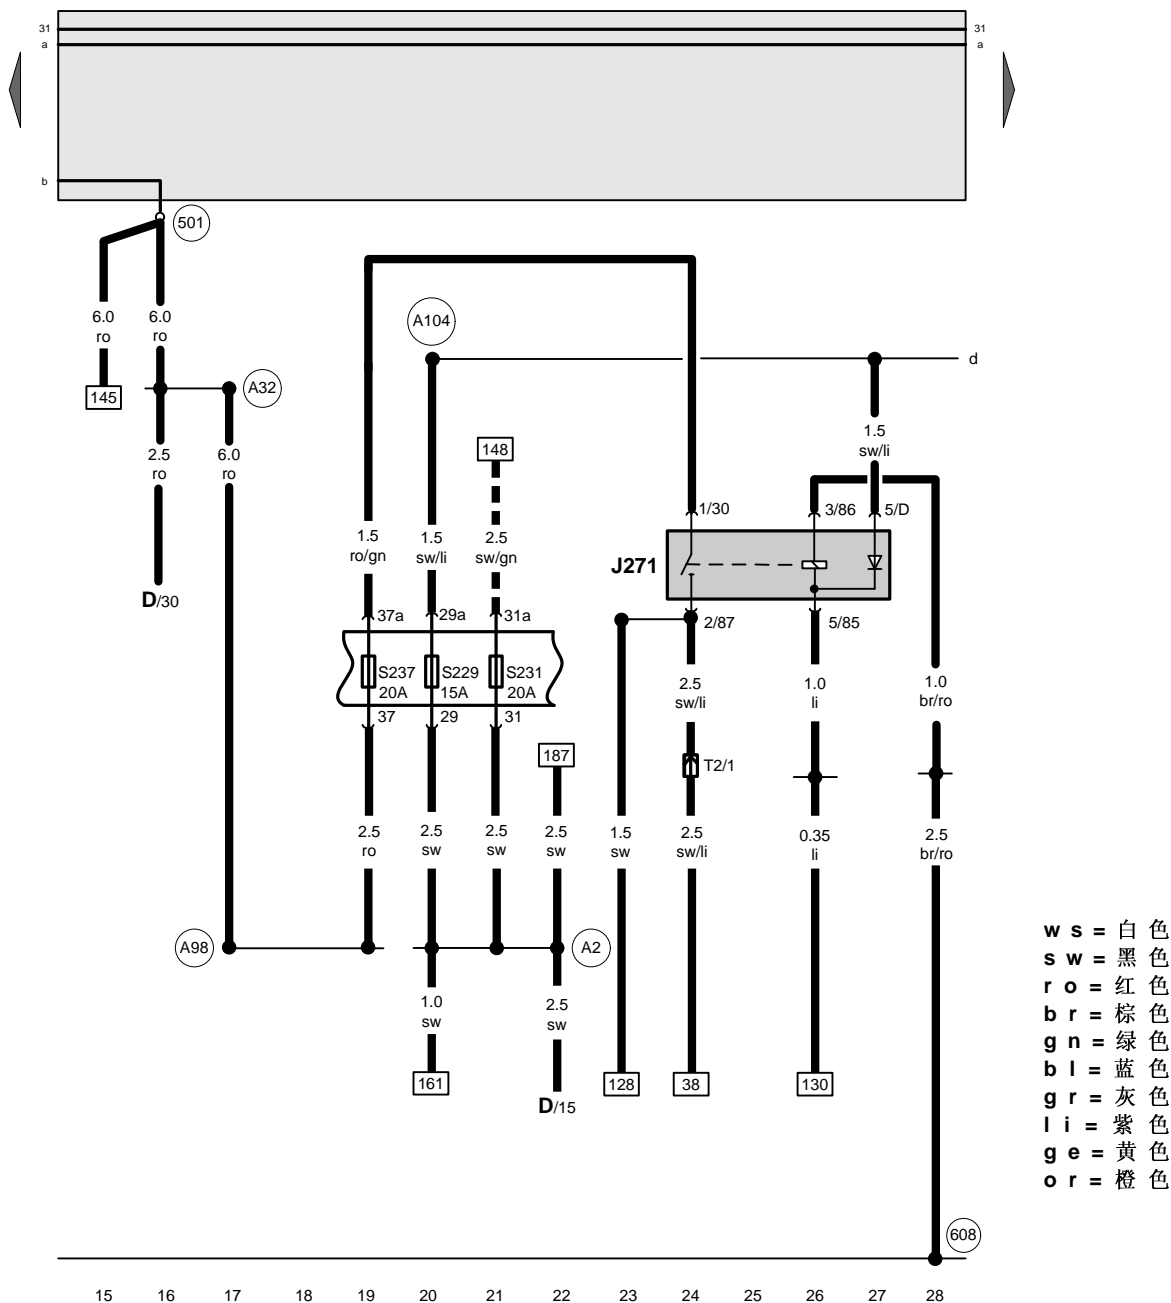 31
31
a
a
b
501
A104
d
6.0
ro
6.0
ro
145
A32
2.5
ro
6.0
ro
148
1.5
sw/li
1/30
3/86
5/D
1.5
ro/gn
1.5
sw/li
2.5
sw/gn
J271
D/30
37a
29a
31a
2/87
5/85
S237
20A
S229
15A
S231
20A
2.5
sw/li
1.0
li
1.0
br/ro
37
29
31
187
T2/1
2.5
ro
2.5
sw
2.5
sw
2.5
sw
1.5
sw
2.5
sw/li
0.35
li
2.5
br/ro
A98
A2
1.0
sw
2.5
sw
161
D/15
128
38
130
ws=白色
sw=黑色
ro=红色
br=棕色
gn=绿色
bl=蓝色
gr=灰色
li=紫色
ge=黄色
or=橙色
608
15 16 17 18 19 20 21 22 23 24 25 26 27 28